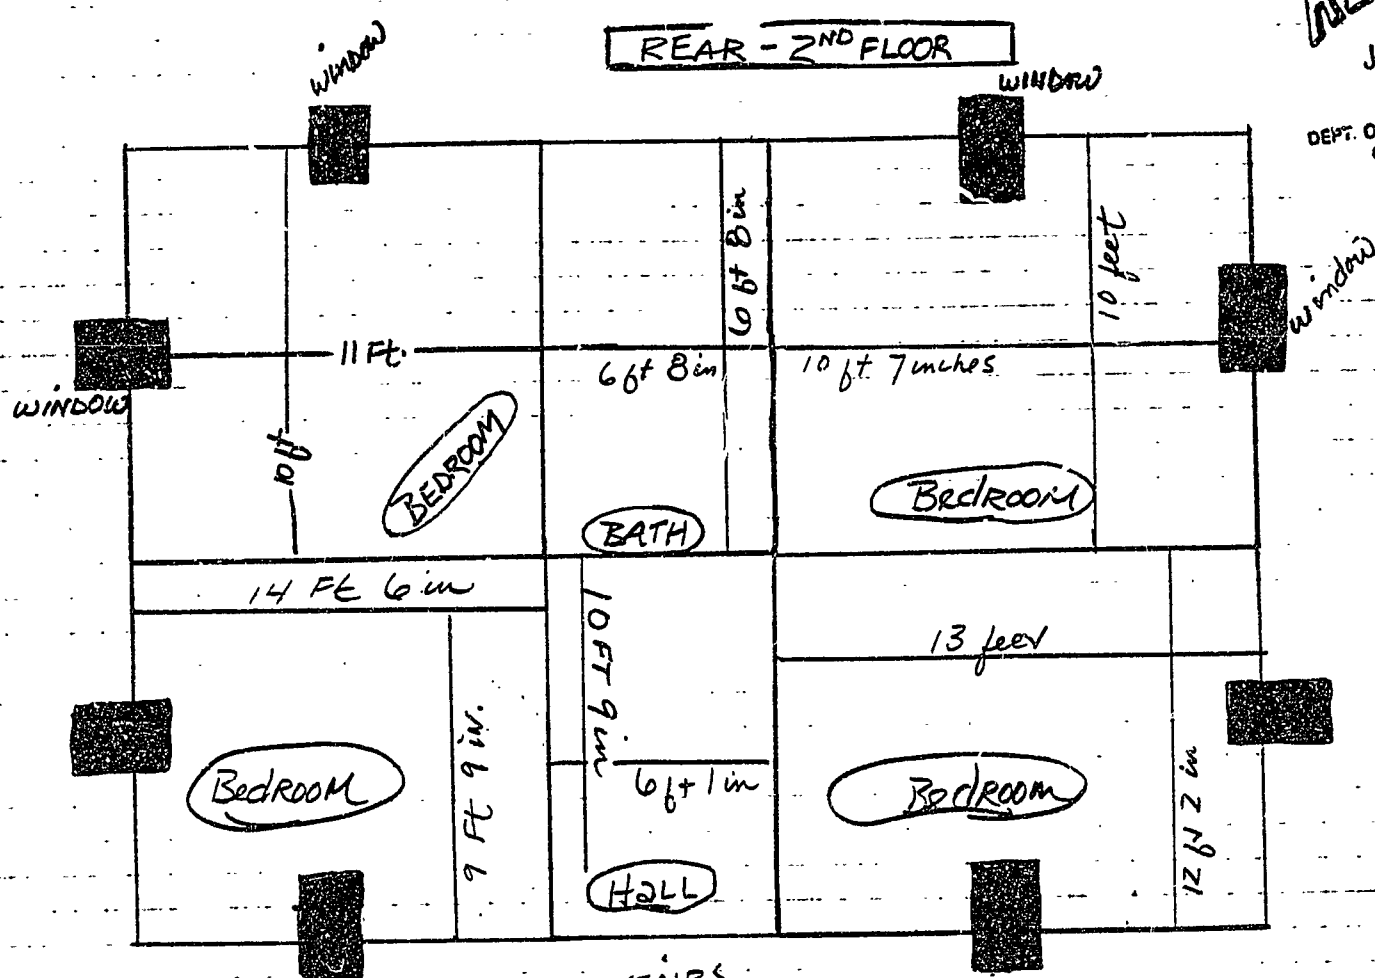 REAR - 2ND FLOOR
window
WINDOW
DEPT. O
6 ft 8 in
10 feet
window
11 Ft.
6 ft 8 in
10 ft 7 inches
WINDOW
10 ft
BEDROOM
BedROOM
BATH
14 Ft 6 in
10 FT 9 in
13 feet
9 Ft 9 in.
BedROOM
6 ft 1 in
BedROOM
12 ft 2 in
HaLL